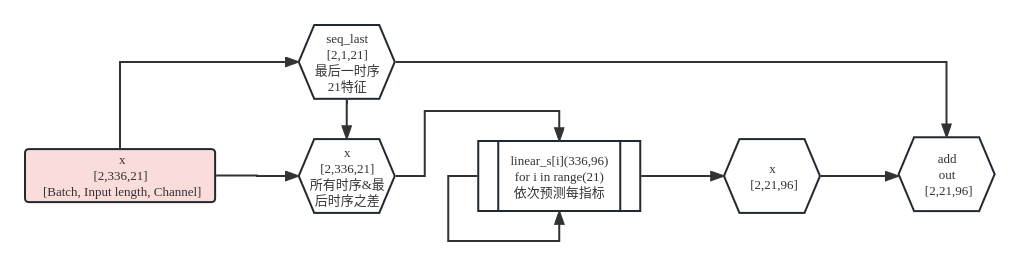 seq_last
[2,1,21]
最后一时序
21特征
x
[2,336,21]
[Batch, Input length, Channel]
x
[2,336,21]
所有时序&最
后时序之差
linear_s[i](336,96)
for i in range(21)
依次预测每指标
x
[2,21,96]
add
out
[2,21,96]